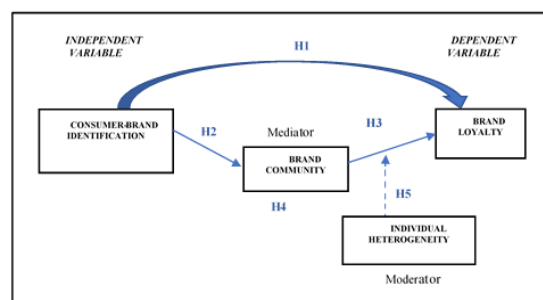 INDEPENDENT
VARIABLE
H1
DEPENDENT
VARIABLE
CONSUMER-BRAND
IDENTIFICATION
H2
Mediator
H3
BRAND
LOYALTY
BRAND
COMMUNITY
H4
H5
INDIVIDUAL
HETEROGENEITY
Moderator